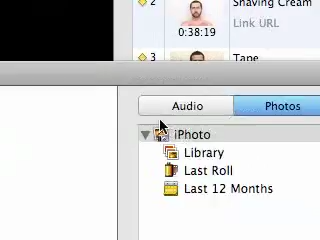 2
Shaving Cream
Link URL
0:38:19
3
Tape
Audio
Photos
iPhoto
Library
Last Roll
Last 12 Months